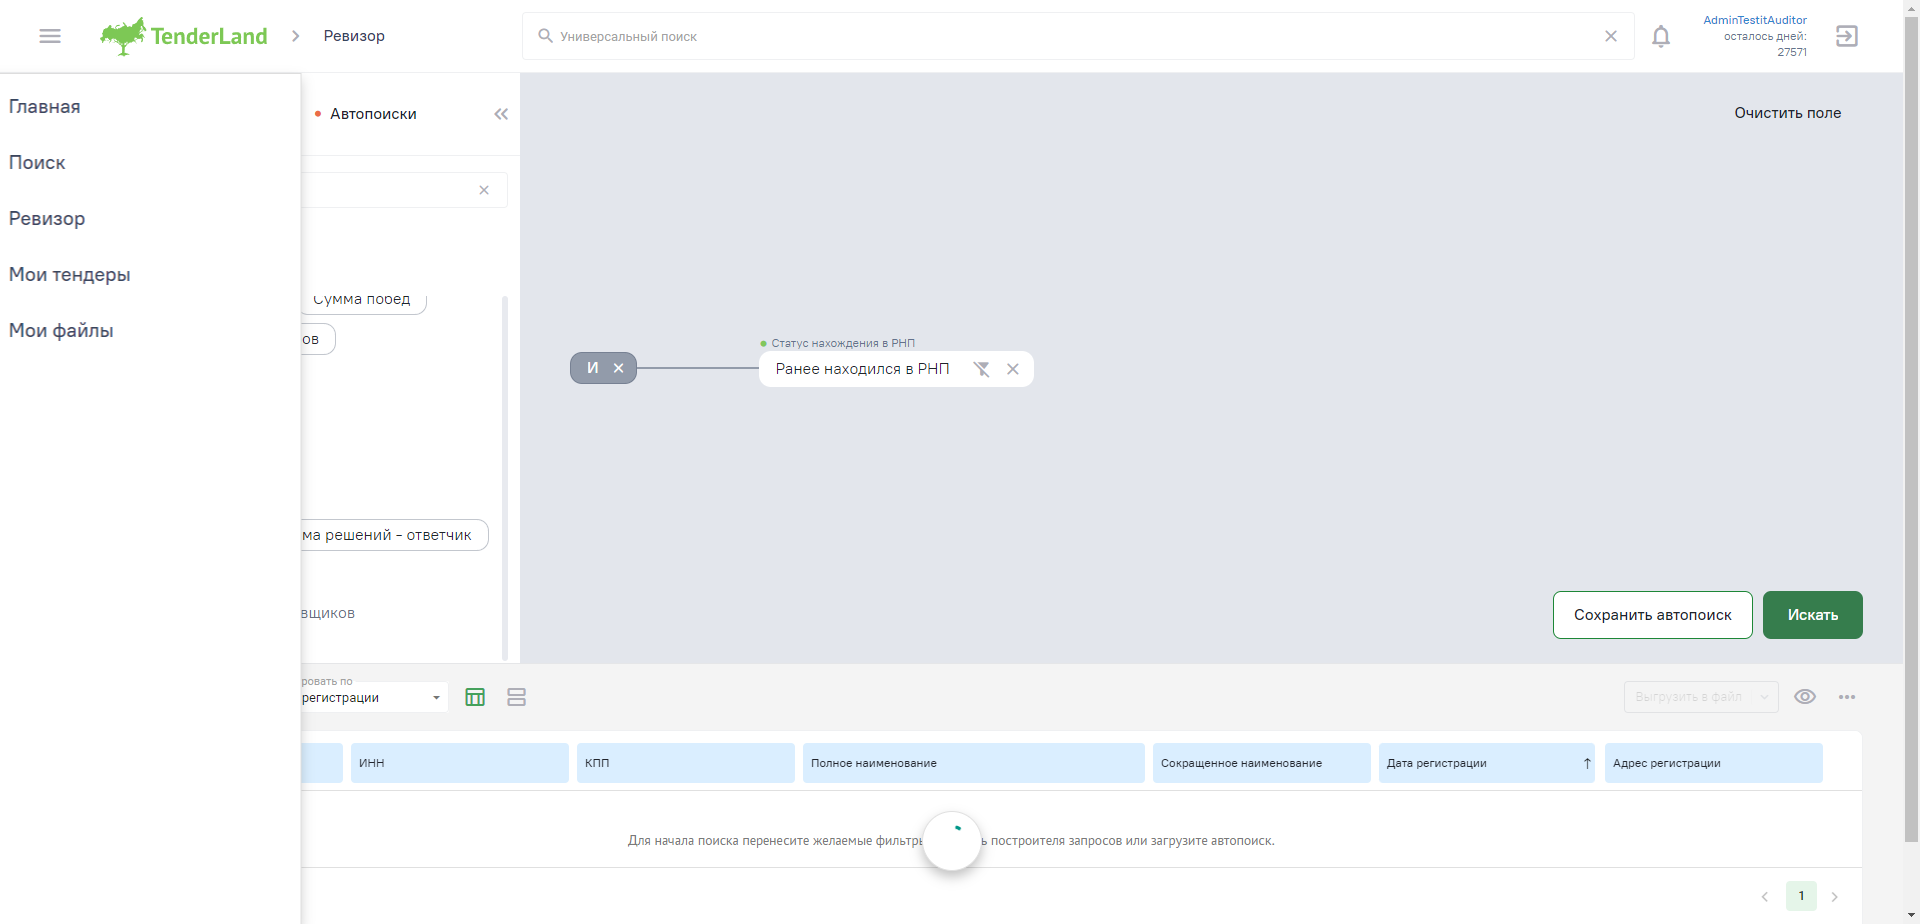 TenderLand
Ревизор
Универсальный поиск
AdminTestitAuditor
осталось дней:
27571
Главная
Поиск
Ревизор
Мои тендеры
Мои файлы
Автопоиски
Очистить поле
Сумма побед
ов
ма решений - ответчик
вщиков
И
Статус нахождения в РНП
Ранее находился в РНП
Сохранить автопоиск
Искать
ровать по
регистрации
Выгрузить в файл
ИНН
КПП
Полное наименование
Сокращенное наименование
Дата регистрации
Адрес регистрации
Для начала поиска перенесите желаемые фильтры ь построителя запросов или загрузите автопоиск.
1